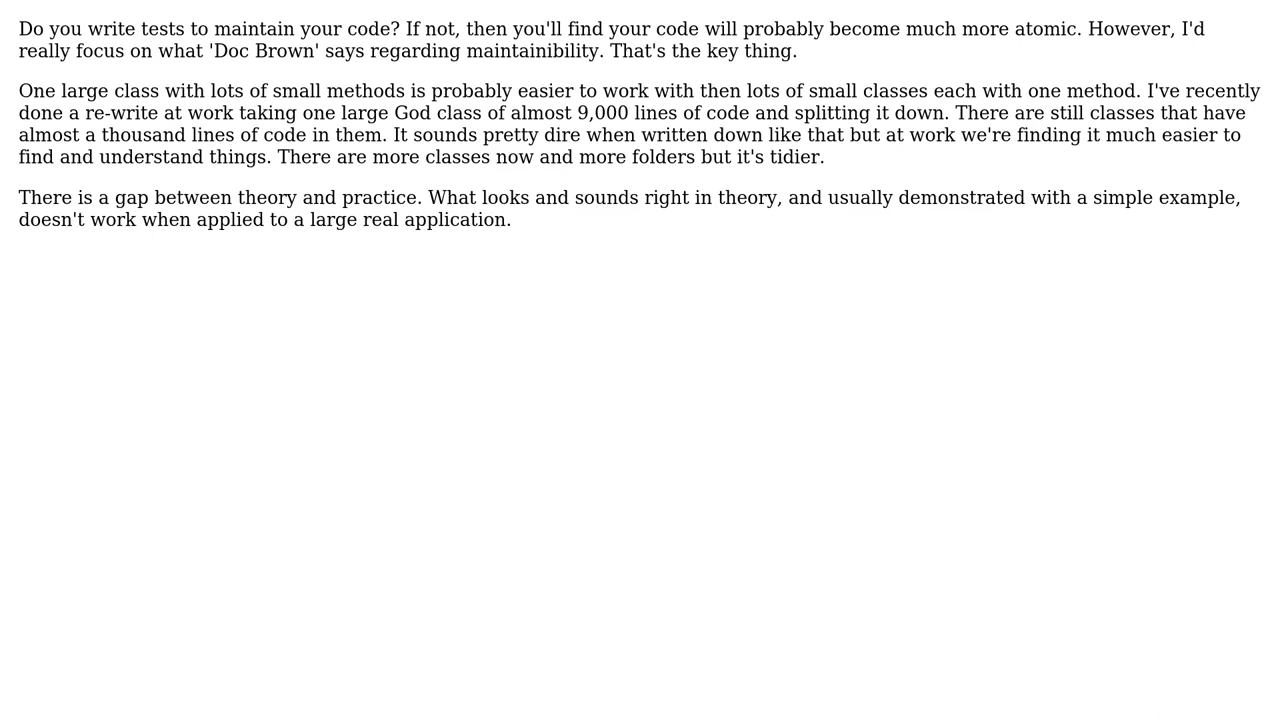 Do you write tests to maintain your code? If not, then you'll find your code will probably become much more atomic. However, I'd
really focus on what 'Doc Brown' says regarding maintainibility. That's the key thing.
One large class with lots of small methods is probably easier to work with then lots of small classes each with one method. I've recently
done a re-write at work taking one large God class of almost 9,000 lines of code and splitting it down. There are still classes that have
almost a thousand lines of code in them. It sounds pretty dire when written down like that but at work we're finding it much easier to
find and understand things. There are more classes now and more folders but it's tidier.
There is a gap between theory and practice. What looks and sounds right in theory, and usually demonstrated with a simple example,
doesn't work when applied to a large real application.